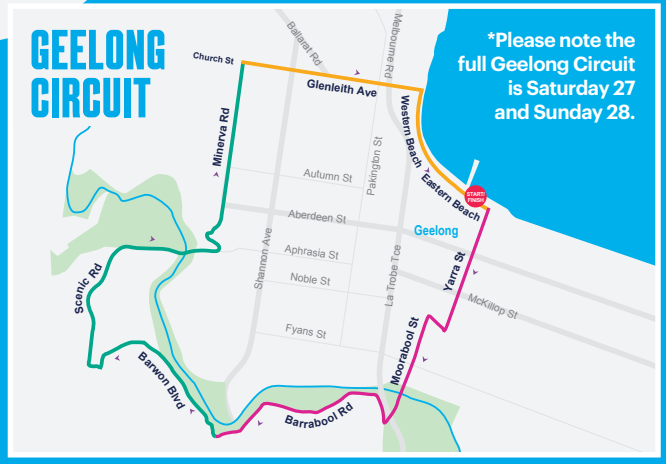 GEELONG
CIRCUIT
*Please note the
full Geelong Circuit
is Saturday 27
and Sunday 28.
Church St
Ballarat Rd
Melbourne Rd
Glenleith Ave
Minerva Rd
Western Beach
Pakington St
Autumn St
Eastern Beach
START/
FINISH
Aberdeen St
Geelong
Shannon Ave
Aphrasia St
La Trobe Tce
Yarra St
Noble St
Scenic Rd
McKillop St
Fyans St
Moorabool St
Barwon Blvd
Barrabool Rd